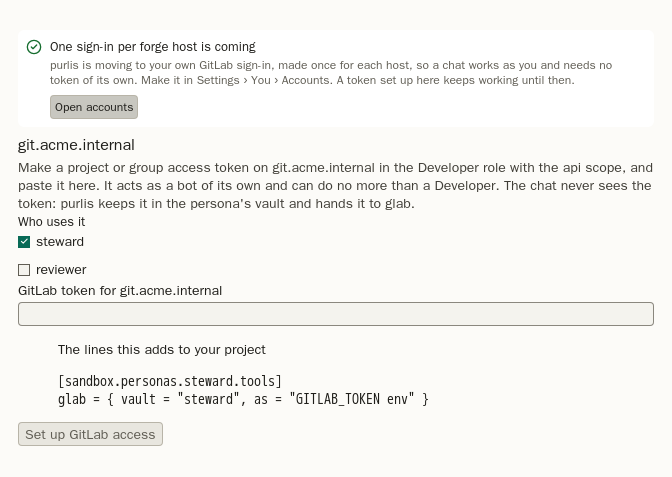 One sign-in per forge host is coming
purlis is moving to your own GitLab sign-in, made once for each host, so a chat works as you and needs no
token of its own. Make it in Settings › You › Accounts. A token set up here keeps working until then.
Open accounts
git.acme.internal
Make a project or group access token on git.acme.internal in the Developer role with the api scope, and
paste it here. It acts as a bot of its own and can do no more than a Developer. The chat never sees the
token: purlis keeps it in the persona's vault and hands it to glab.
Who uses it
steward
reviewer
GitLab token for git.acme.internal
The lines this adds to your project
[sandbox.personas.steward.tools]
glab = { vault = "steward", as = "GITLAB_TOKEN env" }
Set up GitLab access